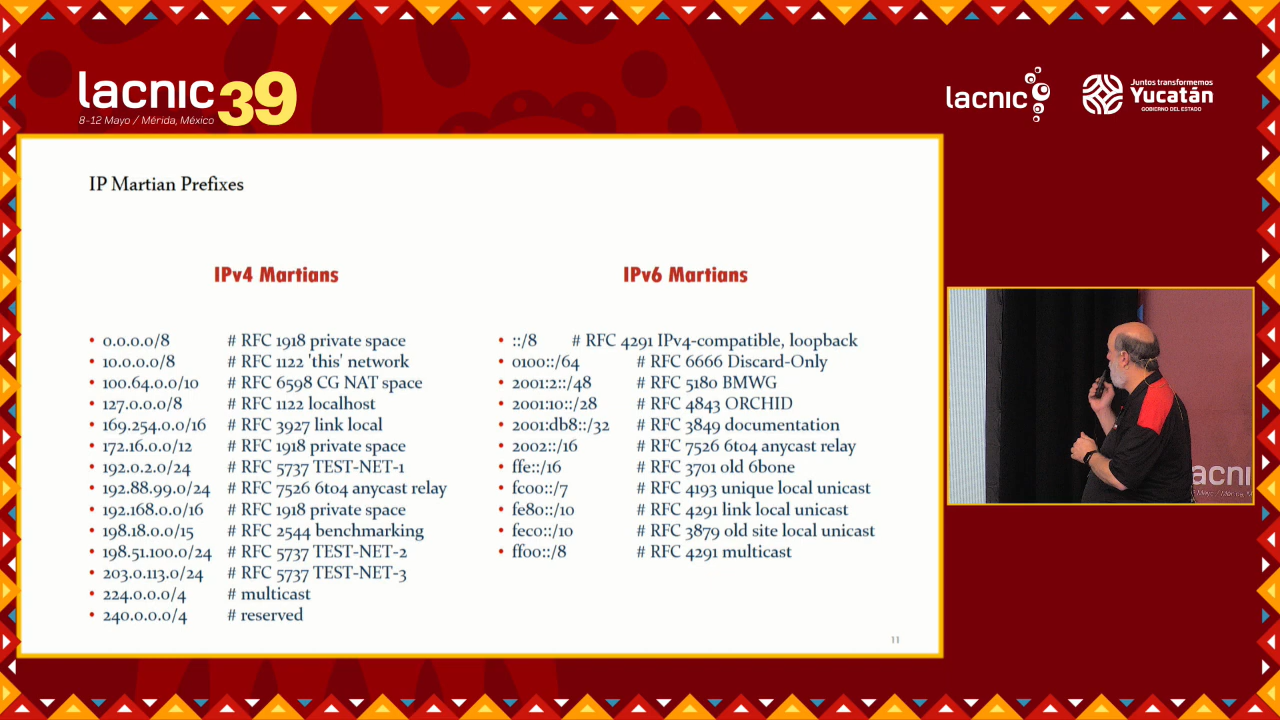 lacnic 39
8-12 Mayo / Mérida, México
lacnic
Juntos transformemos
Yucatán
GOBIERNO DEL ESTADO
IP Martian Prefixes
IPv4 Martians
• 0.0.0.0/8 # RFC 1918 private space
• 10.0.0.0/8 # RFC 1122 'this' network
• 100.64.0.0/10 # RFC 6598 CG NAT space
• 127.0.0.0/8 # RFC 1122 localhost
• 169.254.0.0/16 # RFC 3927 link local
• 172.16.0.0/12 # RFC 1918 private space
• 192.0.2.0/24 # RFC 5737 TEST-NET-1
• 192.88.99.0/24 # RFC 7526 6to4 anycast relay
• 192.168.0.0/16 # RFC 1918 private space
• 198.18.0.0/15 # RFC 2544 benchmarking
• 198.51.100.0/24 # RFC 5737 TEST-NET-2
• 203.0.113.0/24 # RFC 5737 TEST-NET-3
• 224.0.0.0/4 # multicast
• 240.0.0.0/4 # reserved
IPv6 Martians
• ::/8 # RFC 4291 IPv4-compatible, loopback
• 0100::/64 # RFC 6666 Discard-Only
• 2001:2::/48 # RFC 5180 BMWG
• 2001:10::/28 # RFC 4843 ORCHID
• 2001:db8::/32 # RFC 3849 documentation
• 2002::/16 # RFC 7526 6to4 anycast relay
• ffe::/16 # RFC 3701 old 6bone
• fc00::/7 # RFC 4193 unique local unicast
• fe80::/10 # RFC 4291 link local unicast
• fec0::/10 # RFC 3879 old site local unicast
• ff00::/8 # RFC 4291 multicast
11
acni
Mayo / Mérida, M